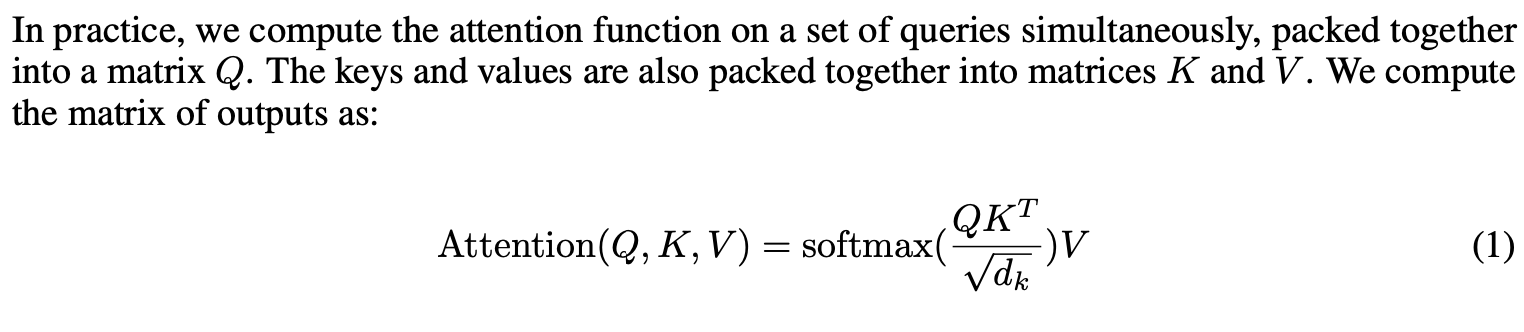 In practice, we compute the attention function on a set of queries simultaneously, packed together
into a matrix Q. The keys and values are also packed together into matrices K and V. We compute
the matrix of outputs as:
Attention(Q, K, V) = softmax(\frac{QK^T}{\sqrt{d_k}})V (1)